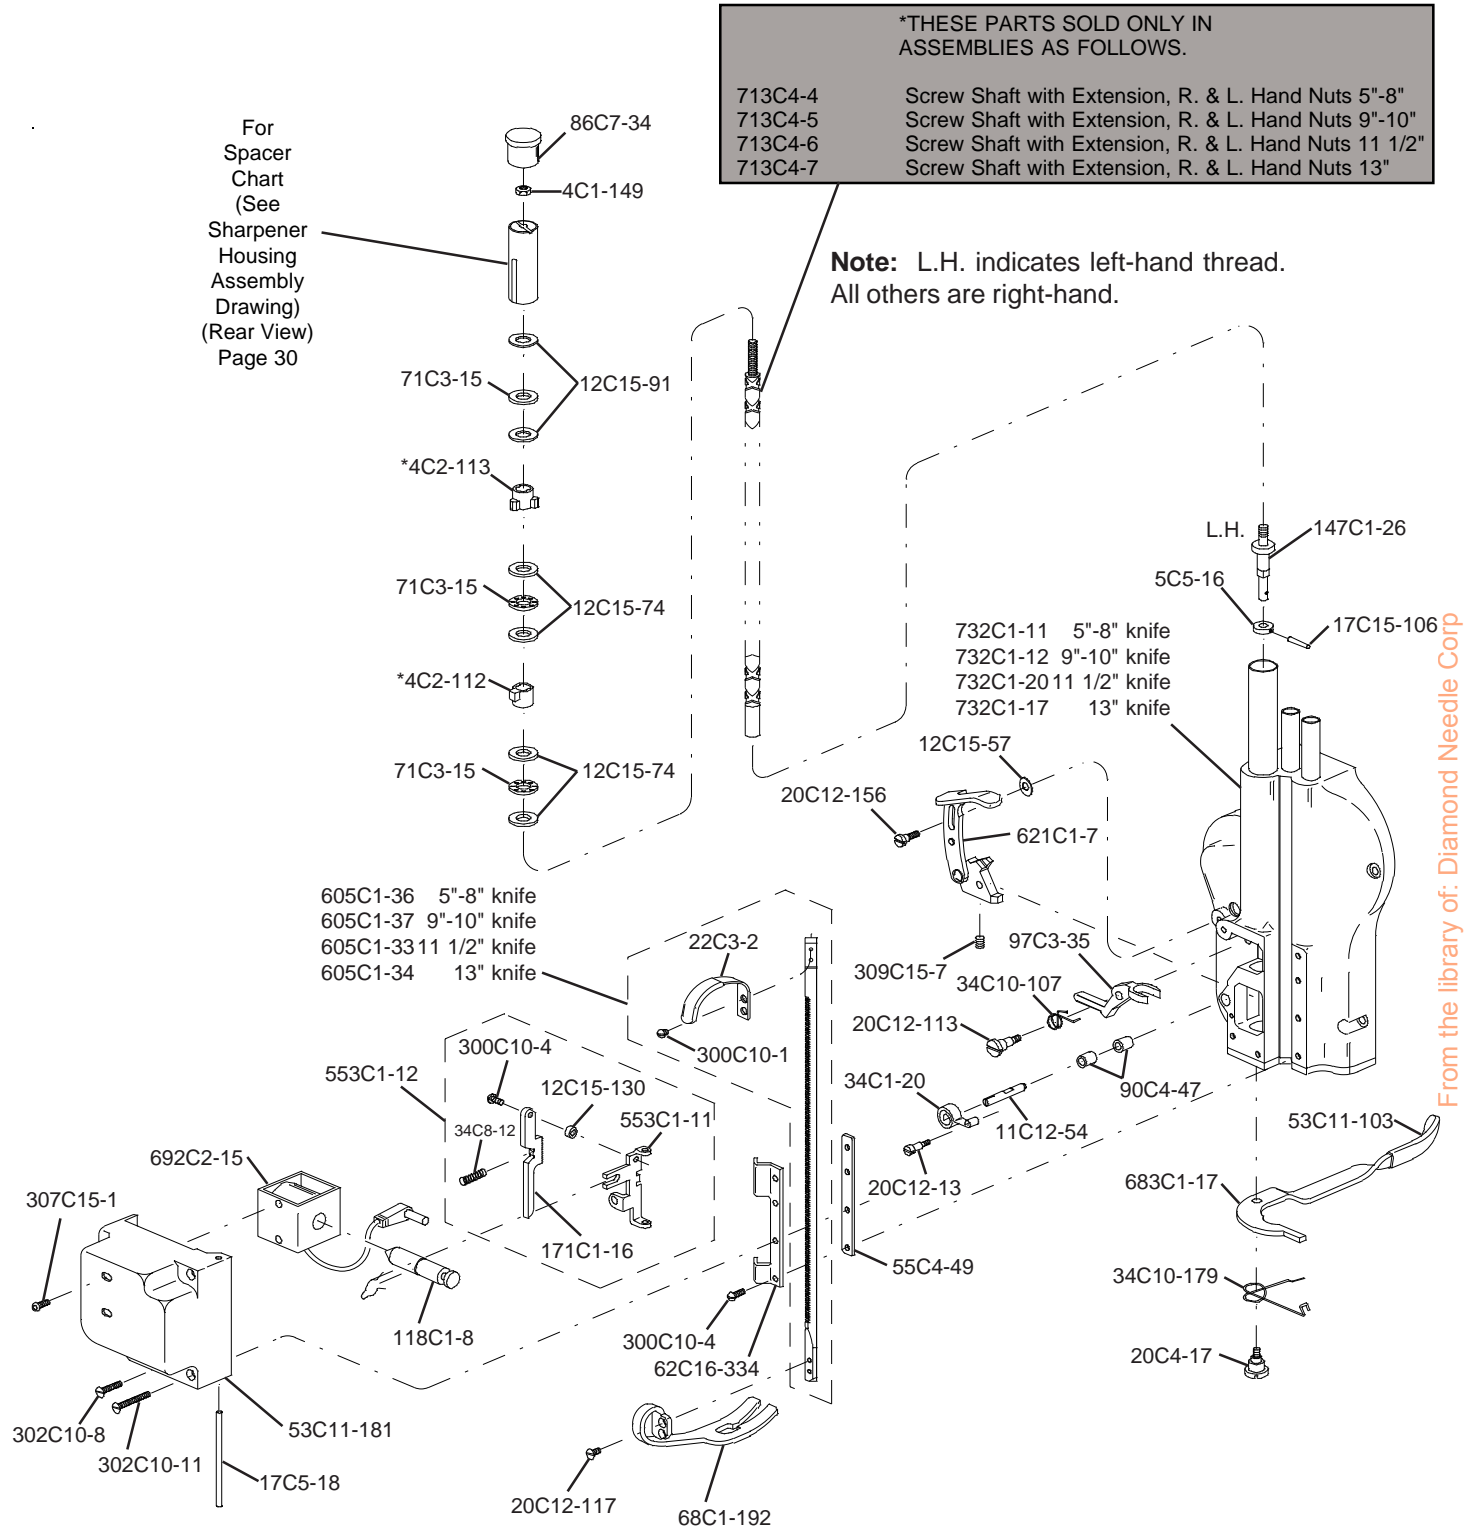 *THESE PARTS SOLD ONLY IN
ASSEMBLIES AS FOLLOWS.
713C4-4 Screw Shaft with Extension, R. & L. Hand Nuts 5"-8"
713C4-5 Screw Shaft with Extension, R. & L. Hand Nuts 9"-10"
713C4-6 Screw Shaft with Extension, R. & L. Hand Nuts 11 1/2"
713C4-7 Screw Shaft with Extension, R. & L. Hand Nuts 13"
For
Spacer
Chart
(See
Sharpener
Housing
Assembly
Drawing)
(Rear View)
Page 30
86C7-34
4C1-149
Note: L.H. indicates left-hand thread.
All others are right-hand.
71C3-15
12C15-91
*4C2-113
71C3-15
12C15-74
*4C2-112
71C3-15
12C15-74
L.H.
147C1-26
5C5-16
17C15-106
732C1-11 5"-8" knife
732C1-12 9"-10" knife
732C1-20 11 1/2" knife
732C1-17 13" knife
12C15-57
20C12-156
621C1-7
309C15-7
97C3-35
34C10-107
20C12-113
34C1-20
90C4-47
11C12-54
20C12-13
605C1-36 5"-8" knife
605C1-37 9"-10" knife
605C1-33 11 1/2" knife
605C1-34 13" knife
22C3-2
300C10-1
300C10-4
553C1-12
12C15-130
34C8-12
553C1-11
692C2-15
307C15-1
171C1-16
118C1-8
55C4-49
300C10-4
62C16-334
53C11-103
683C1-17
34C10-179
20C4-17
302C10-8
302C10-11
53C11-181
17C5-18
20C12-117
68C1-192
From the library of: Diamond Needle Corp